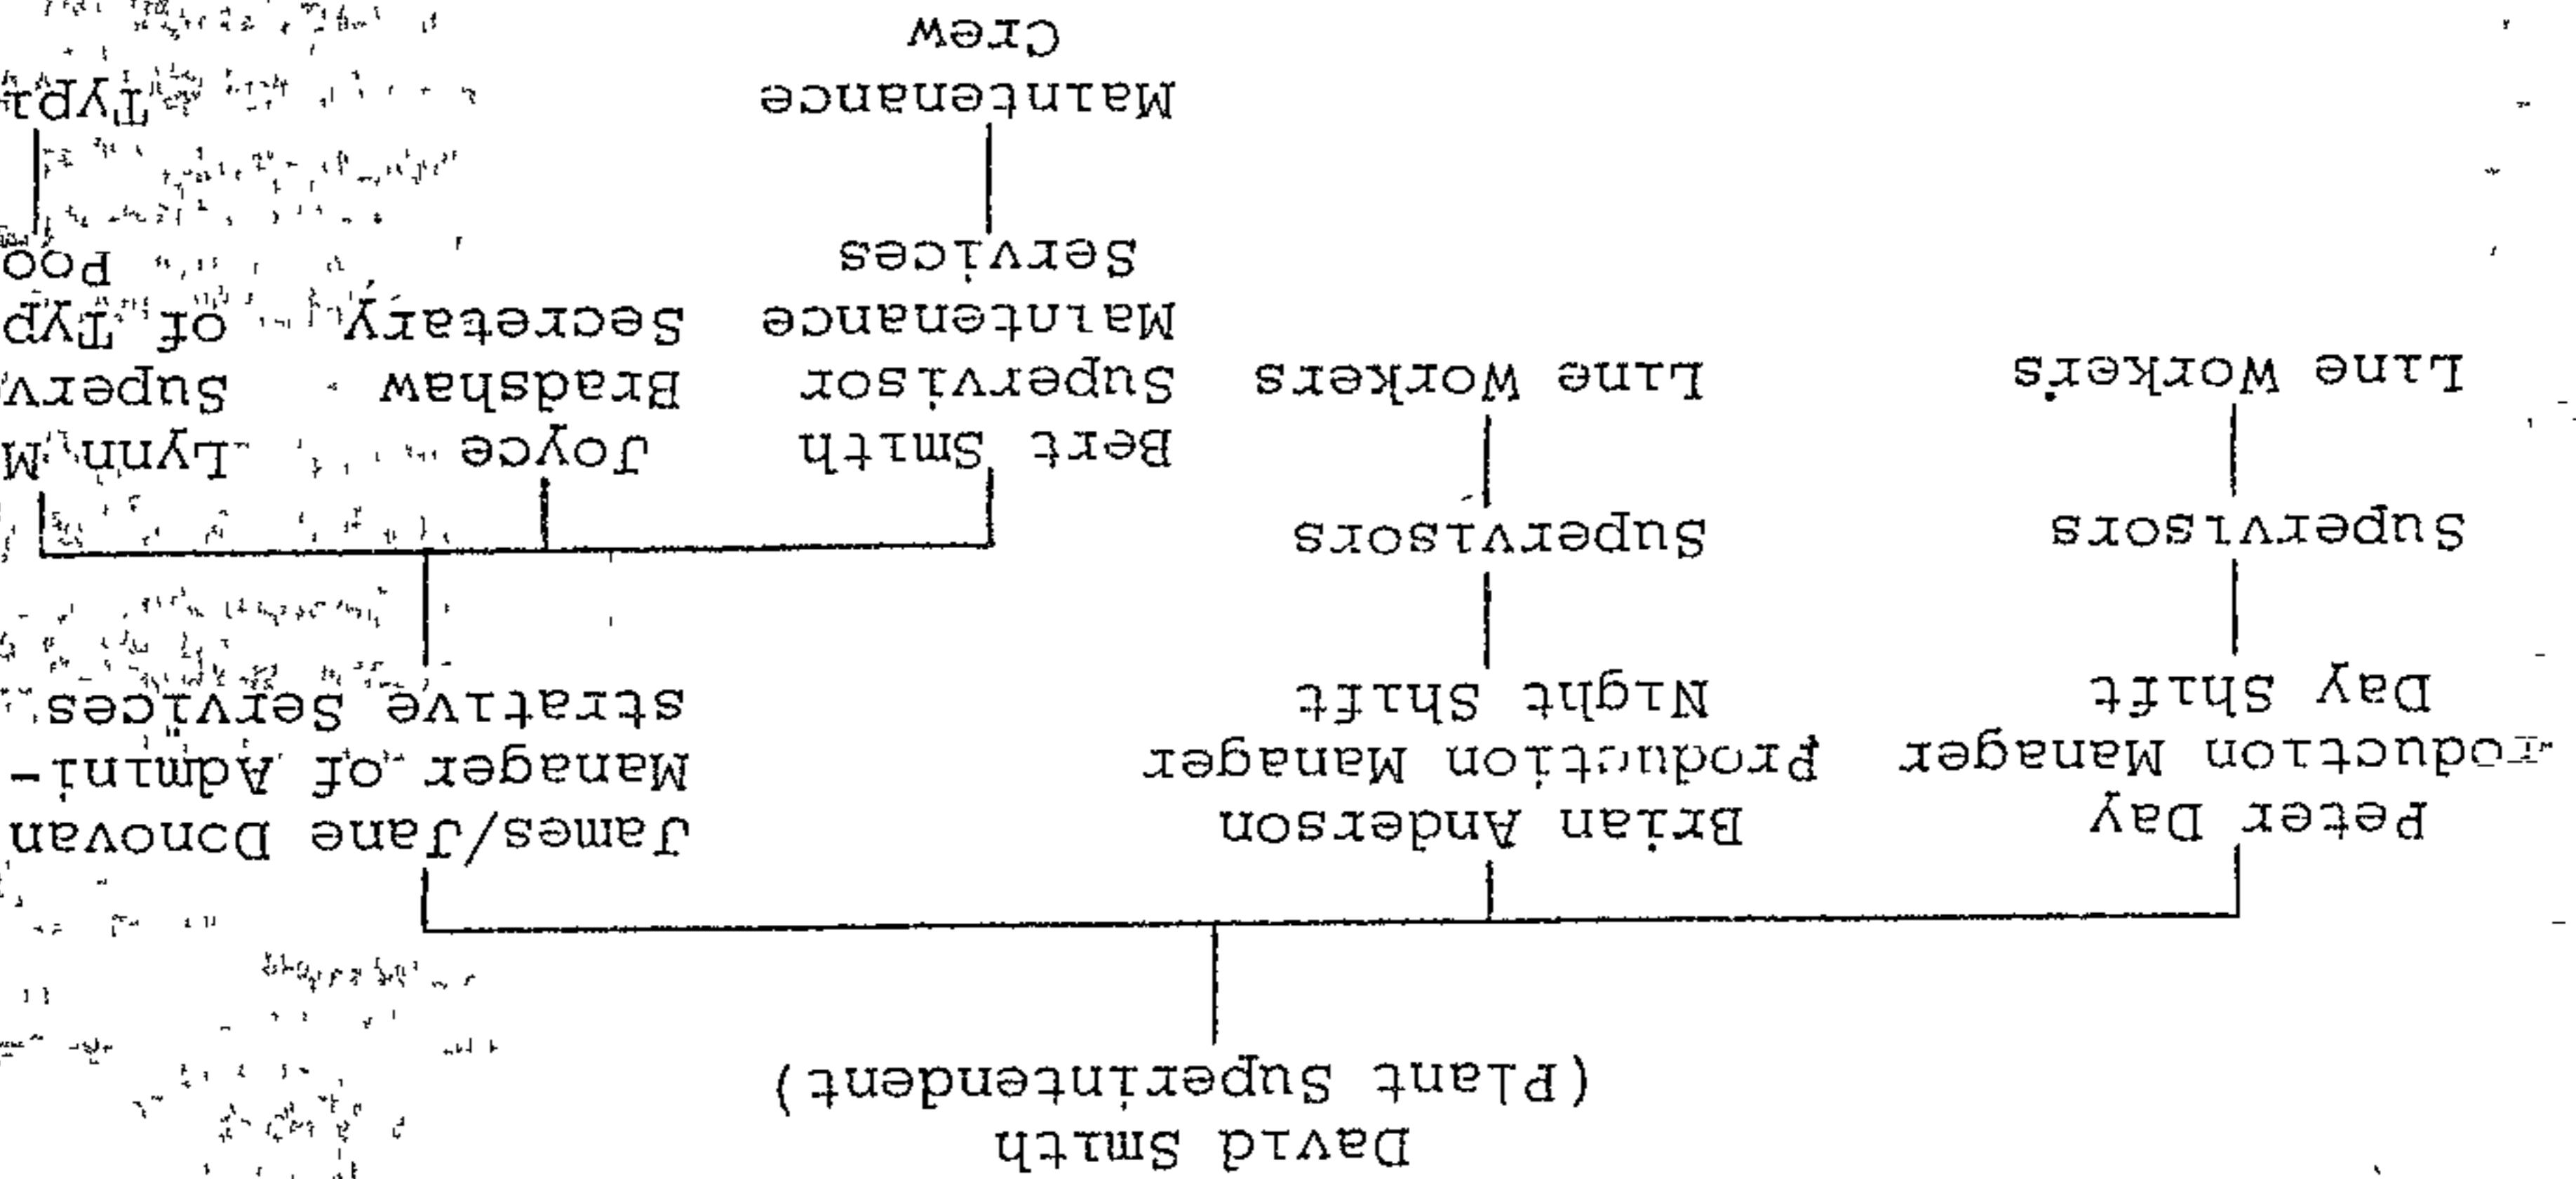 David Smith
(Plant Superintendent)
Peter Day
roduction Manager
Day Shift
Supervisors
Line Workers
Brian Anderson
Production Manager
Night Shift
Supervisors
Line Workers
James/Jane Donovan
Manager of Admini-
strative Services
Bert Smith
Supervisor
Maintenance
Services
Maintenance
Crew
Joyce
Bradshaw
Secretary
Lynn M
Superv
of Typ
Poo
Typi